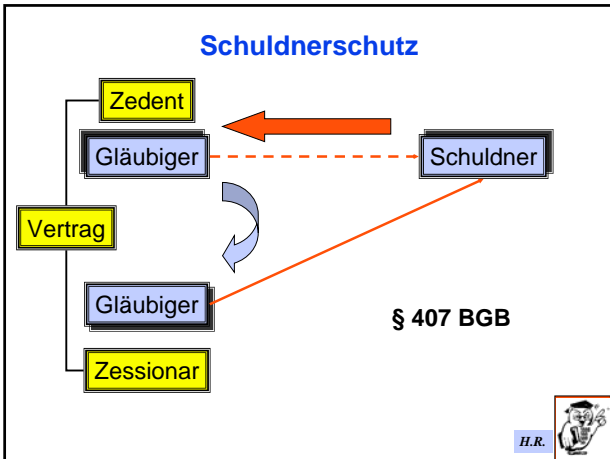 Schuldnerschutz
Zedent
Gläubiger
Schuldner
Vertrag
Gläubiger
§ 407 BGB
Zessionar
H.R.